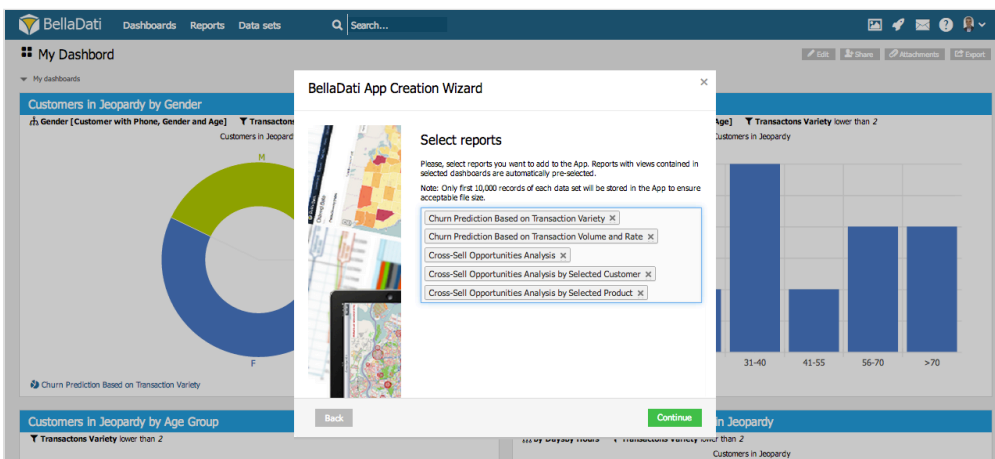 BellaDati Dashboards Reports Data sets Search...
My Dashbord Edit Share Attachments Export
My dashboards
Customers in Jeopardy by Gender
Gender [Customer with Phone, Gender and Age] Transactons
Customers in Jeopard
M
F
Churn Prediction Based on Transaction Variety
Age] Transactons Variety lower than 2
Customers in Jeopardy
31-40 41-55 56-70 >70
BellaDati App Creation Wizard ×
Select reports
Please, select reports you want to add to the App. Reports with views contained in
selected dashboards are automatically pre-selected.
Note: Only first 10,000 records of each data set will be stored in the App to ensure
acceptable file size.
Churn Prediction Based on Transaction Variety ×
Churn Prediction Based on Transaction Volume and Rate ×
Cross-Sell Opportunities Analysis ×
Cross-Sell Opportunities Analysis by Selected Customer ×
Cross-Sell Opportunities Analysis by Selected Product ×
Back Continue
Customers in Jeopardy by Age Group
Transactons Variety lower than 2
in Jeopardy
by Daysby Hours Transactons Variety lower than 2
Customers in Jeopardy